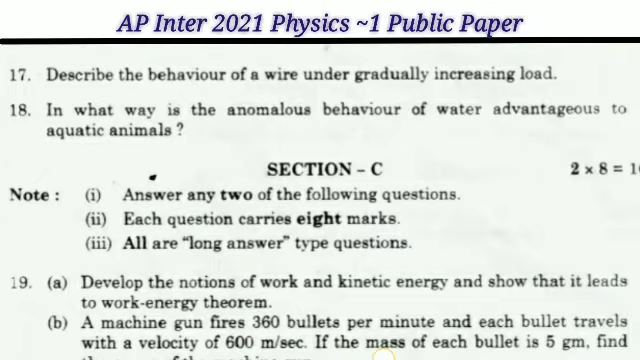 AP Inter 2021 Physics ~1 Public Paper
17. Describe the behaviour of a wire under gradually increasing load.
18. In what way is the anomalous behaviour of water advantageous to
aquatic animals ?
SECTION – C 2 × 8 = 1
Note : (i) Answer any two of the following questions.
(ii) Each question carries eight marks.
(iii) All are "long answer" type questions.
19. (a) Develop the notions of work and kinetic energy and show that it leads
to work-energy theorem.
(b) A machine gun fires 360 bullets per minute and each bullet travels
with a velocity of 600 m/sec. If the mass of each bullet is 5 gm, find